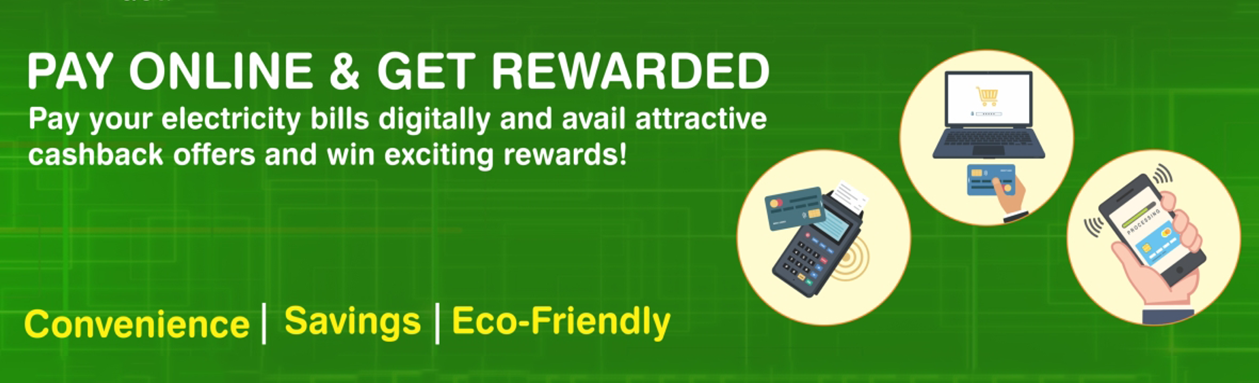 PAY ONLINE & GET REWARDED
Pay your electricity bills digitally and avail attractive
cashback offers and win exciting rewards!
Convenience | Savings | Eco-Friendly
PROCESSING